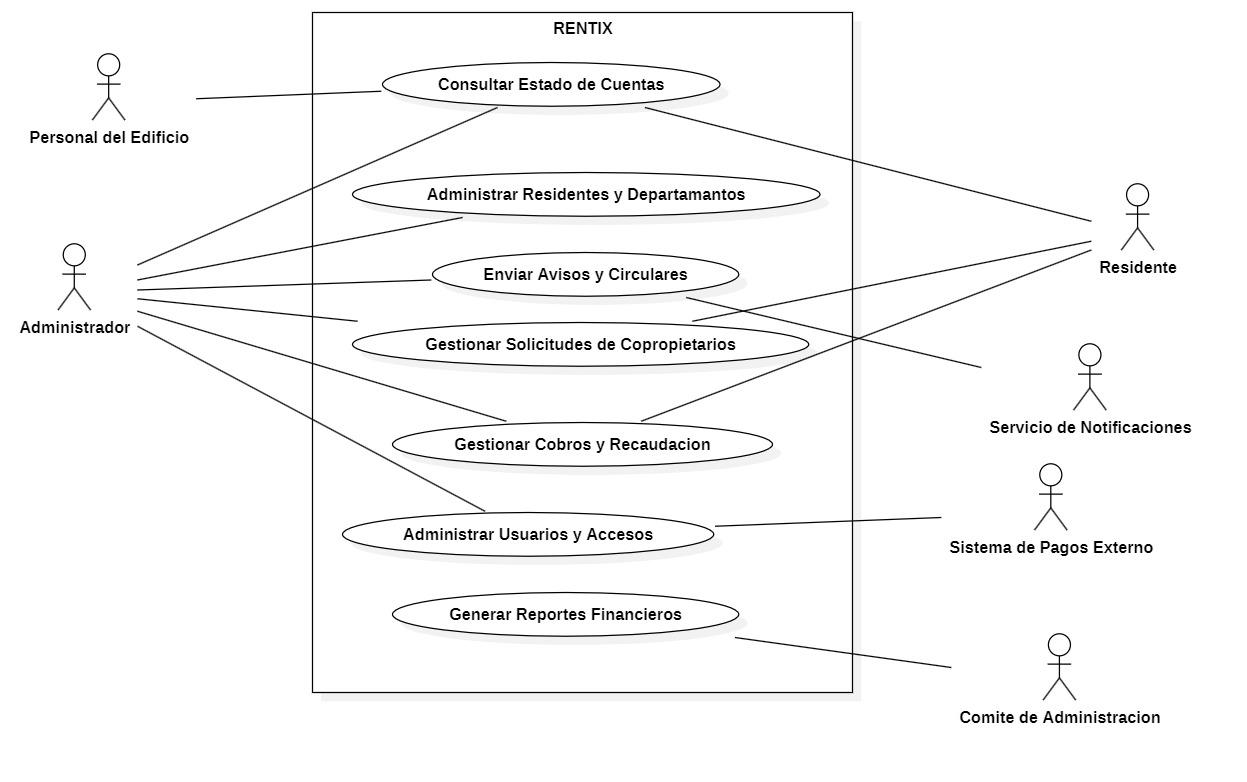 RENTIX
Consultar Estado de Cuentas
Personal del Edificio
Administrar Residentes y Departamantos
Residente
Enviar Avisos y Circulares
Administrador
Gestionar Solicitudes de Copropietarios
Servicio de Notificaciones
Gestionar Cobros y Recaudacion
Administrar Usuarios y Accesos
Sistema de Pagos Externo
Generar Reportes Financieros
Comite de Administracion